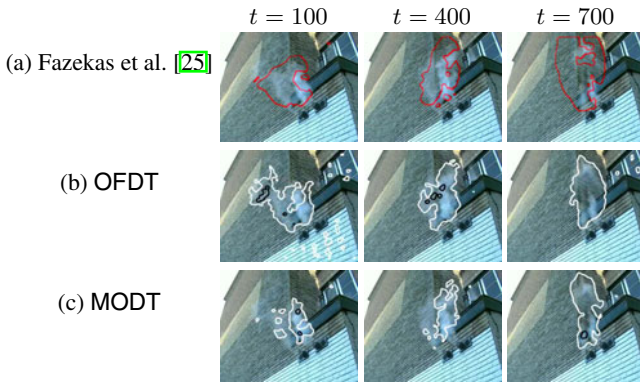 t = 100 t = 400 t = 700
(a) Fazekas et al. [25]
(b) OFDT
(c) MODT